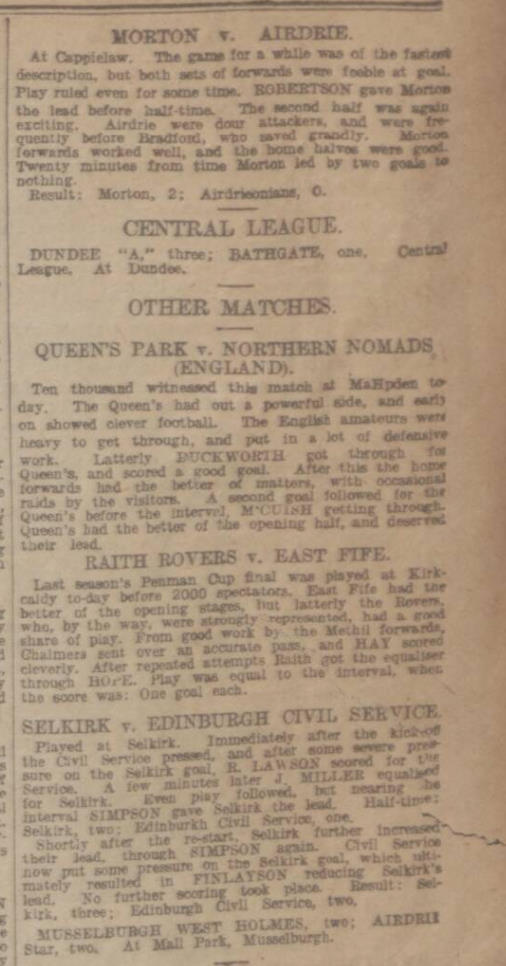 MORTON v. AIRDRIE.
At Cappielaw. The game for a while was of the fastest
description, but both sets of forwards were feeble at goal.
Play ruled even for some time. ROBERTSON gave Morton
the lead before half-time. The second half was again
exciting. Airdrie were dour attackers, and were fre-
quently before Bradford, who saved grandly. Morton
forwards worked well, and the home halves were good.
Twenty minutes from time Morton led by two goals to
nothing.
Result: Morton, 2; Airdrieonians, 0.
CENTRAL LEAGUE.
DUNDEE "A," three; BATHGATE, one. Central
League. At Dundee.
OTHER MATCHES.
QUEEN'S PARK v. NORTHERN NOMADS
(ENGLAND).
Ten thousand witnessed this match at MaHpden to-
day. The Queen's had out a powerful side, and early
on showed clever football. The English amateurs were
heavy to get through, and put in a lot of defensive
work. Latterly DUCKWORTH got through for
Queen's, and scored a good goal. After this the home
forwards had the better of matters, with occasional
raids by the visitors. A second goal followed for the
Queen's before the interval, M'CUISH getting through.
Queen's had the better of the opening half, and deserved
their lead.
RAITH ROVERS v. EAST FIFE.
Last season's Penman Cup final was played at Kirk-
caldy to-day before 2000 spectators. East Fife had the
better of the opening stages, but latterly the Rovers,
who, by the way, were strongly represented, had a good
share of play. From good work by the Methil forwards,
Chalmers sent over an accurate pass, and HAY scored
cleverly. After repeated attempts Raith got the equaliser
through HOPE. Play was equal to the interval, when
the score was: One goal each.
SELKIRK v. EDINBURGH CIVIL SERVICE.
Played at Selkirk. Immediately after the kick-off
the Civil Service pressed, and after some severe pres-
sure on the Selkirk goal, R. LAWSON scored for the
Service. A few minutes later J. MILLER equalised
for Selkirk. Even play followed, but nearing he
interval SIMPSON gave Selkirk the lead. Half-time:
Selkirk, two; Edinburkh Civil Service, one.
Shortly after the re-start, Selkirk further increased
their lead, through SIMPSON again. Civil Service
now put some pressure on the Selkirk goal, which ulti-
mately resulted in FINLAYSON reducing Selkirk's
lead. No further scoring took place. Result: Sel-
kirk, three; Edinburgh Civil Service, two.
MUSSELBURGH WEST HOLMES, two; AIRDRIE
Star, two. At Mall Park, Musselburgh.